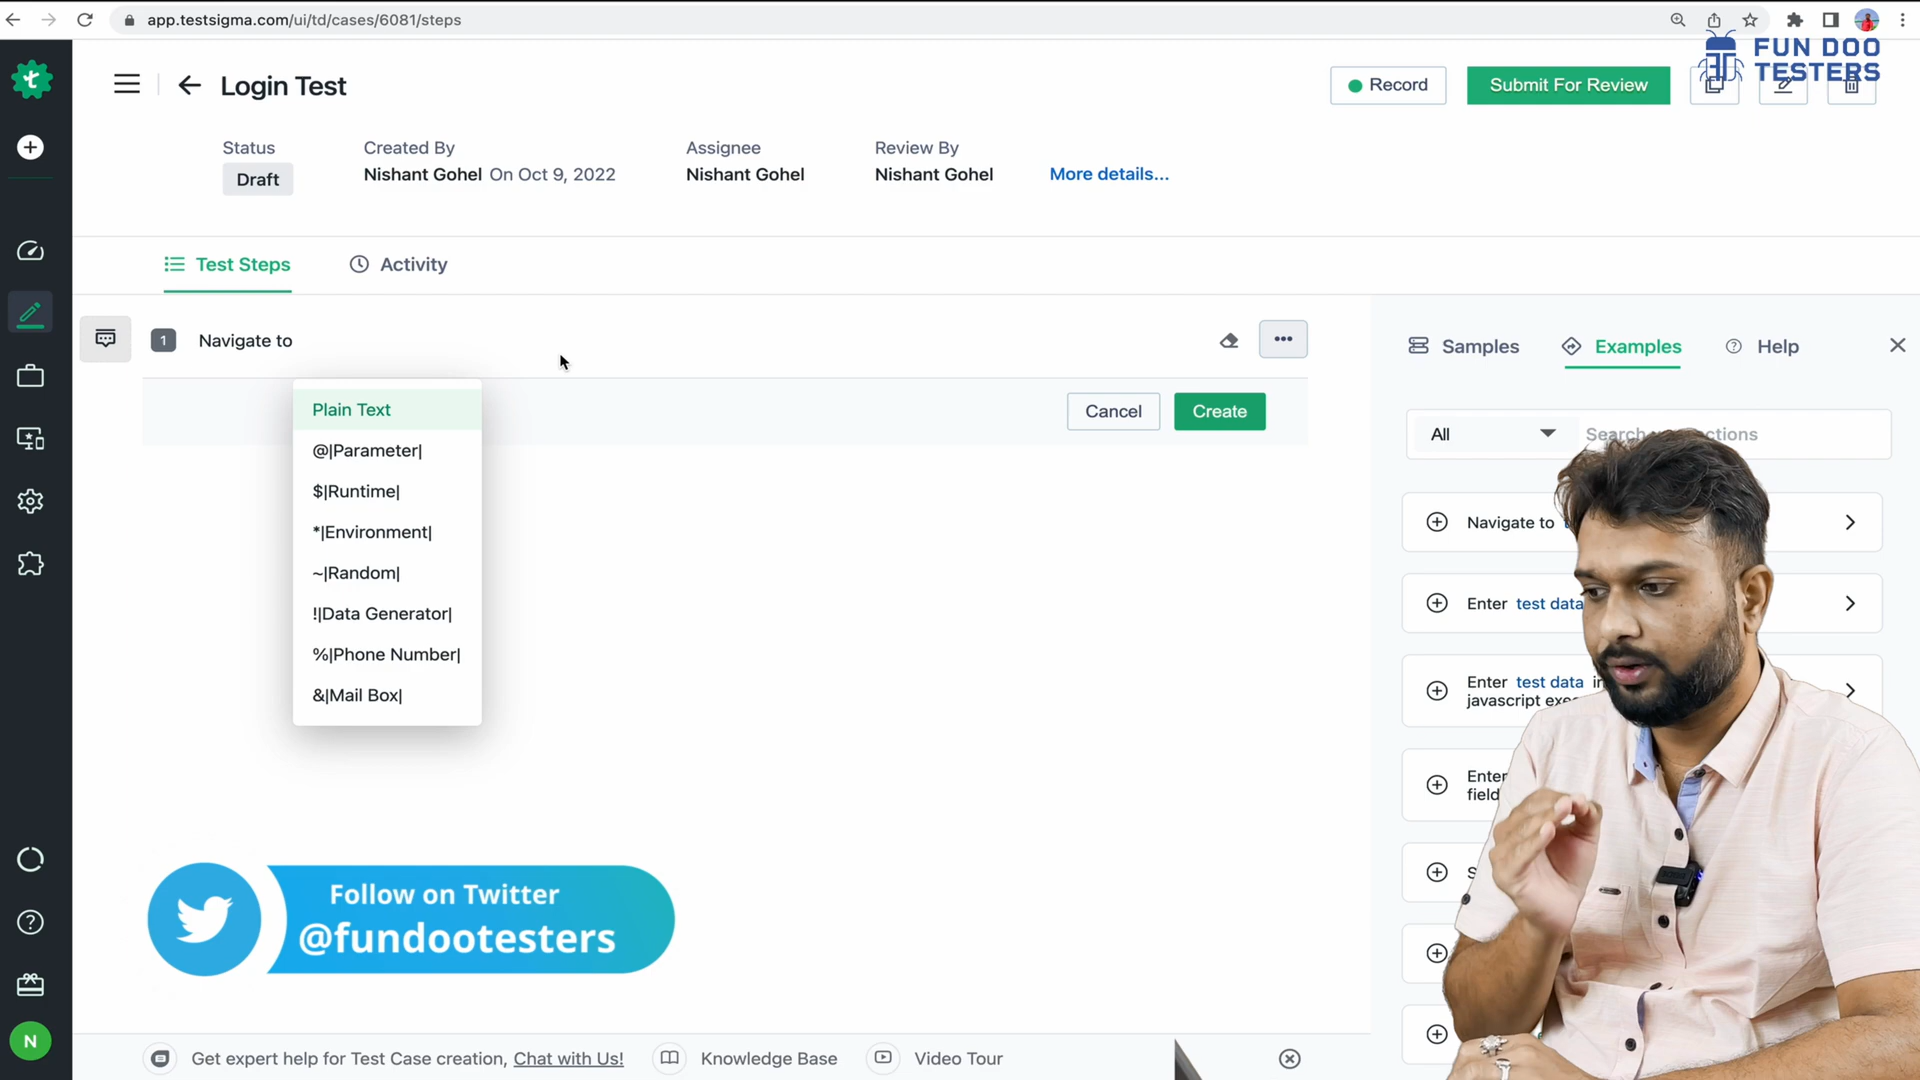 app.testsigma.com/ui/td/cases/6081/steps
FUN DOO
TESTERS
Login Test
Record
Submit For Review
Status
Draft
Created By
Nishant Gohel On Oct 9, 2022
Assignee
Nishant Gohel
Review By
Nishant Gohel
More details...
Test Steps
Activity
1 Navigate to
Plain Text
@|Parameter|
$|Runtime|
*|Environment|
~|Random|
!|Data Generator|
%|Phone Number|
&|Mail Box|
Cancel
Create
Samples
Examples
Help
All
Search
Navigate to
Enter test data
Enter test data
javascript
Enter
field
Follow on Twitter
@fundootesters
N
Get expert help for Test Case creation, Chat with Us!
Knowledge Base
Video Tour